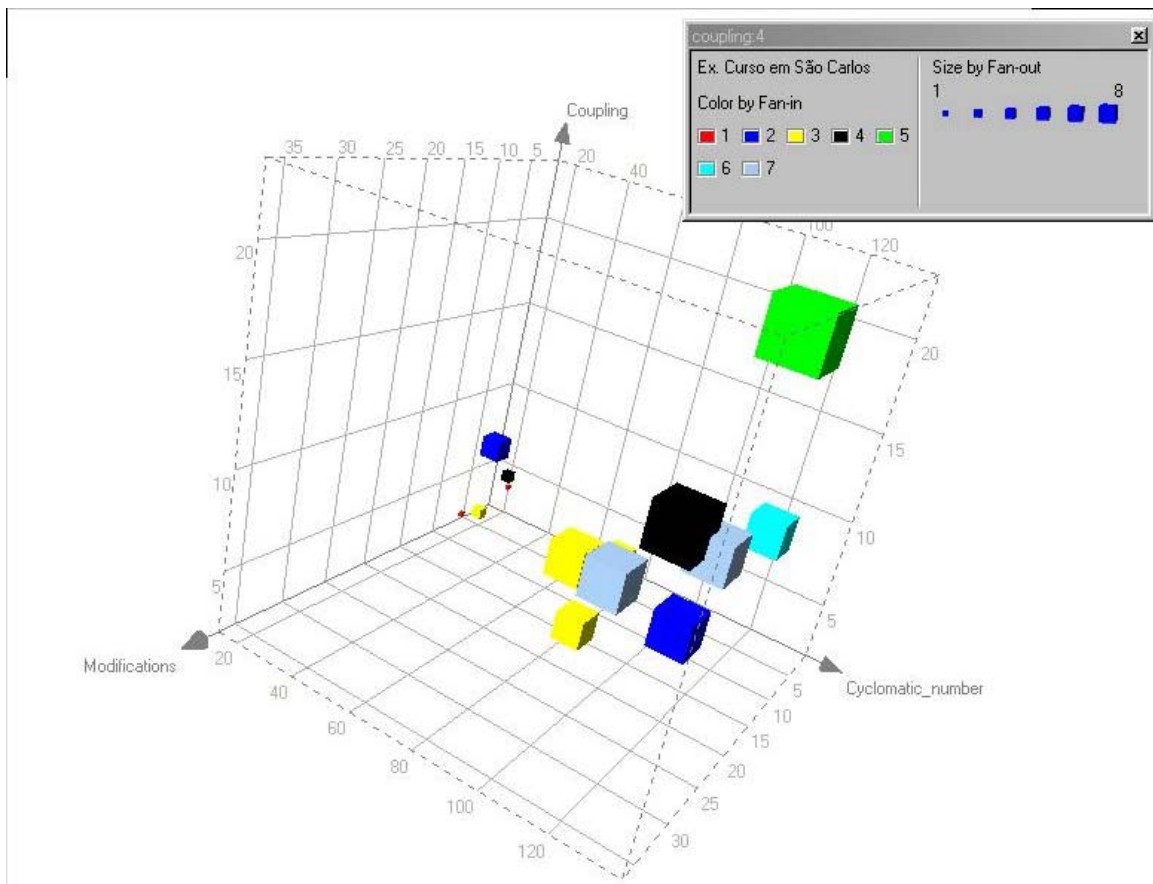 coupling:4
Ex. Curso em São Carlos
Color by Fan-in
1 2 3 4 5
6 7
Size by Fan-out
1 8
Coupling
35 30 25 20 15 10 5
20 40 100 120
20
15
10
5
20
15
10
5
Modifications
Cyclomatic_number
20
40
60
80
100
120
5
10
15
20
25
30